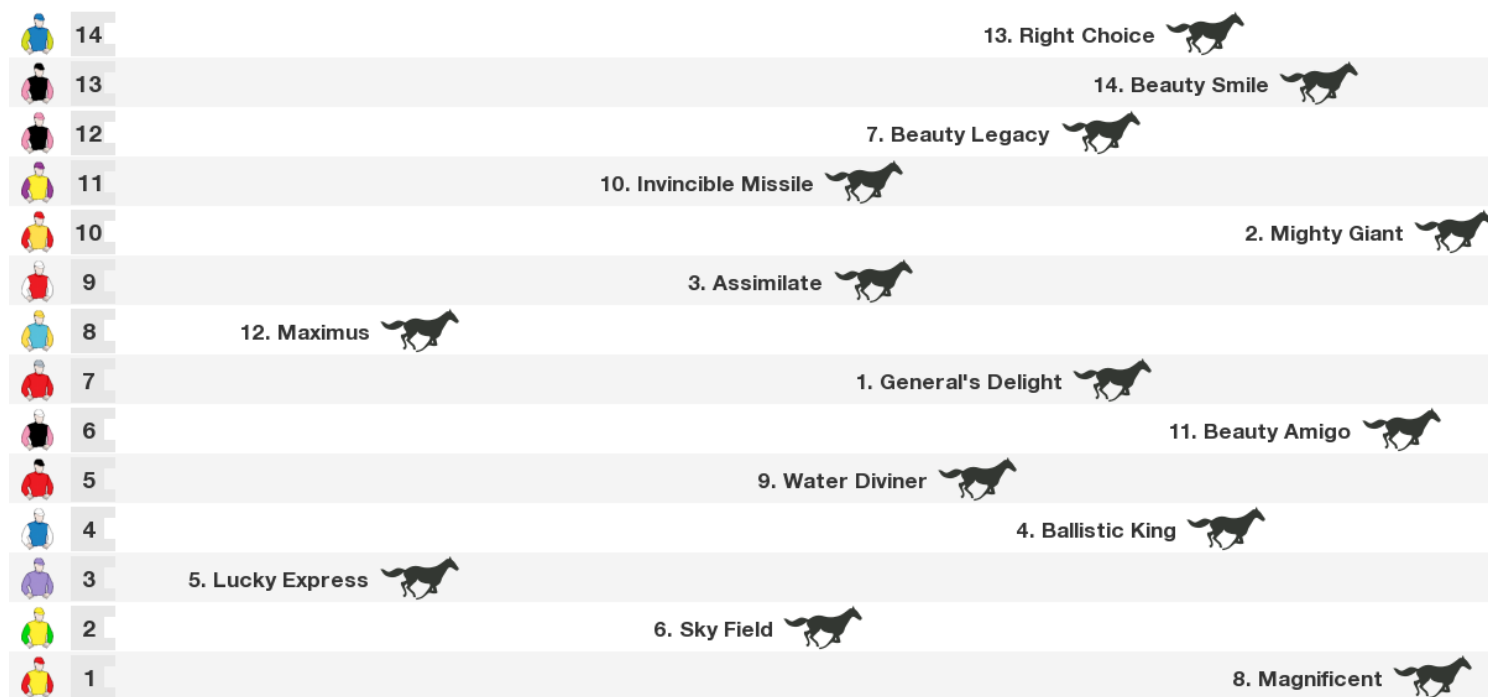 14 13. Right Choice
13 14. Beauty Smile
12 7. Beauty Legacy
11 10. Invincible Missile
10 2. Mighty Giant
9 3. Assimilate
8 12. Maximus
7 1. General's Delight
6 11. Beauty Amigo
5 9. Water Diviner
4 4. Ballistic King
3 5. Lucky Express
2 6. Sky Field
1 8. Magnificent